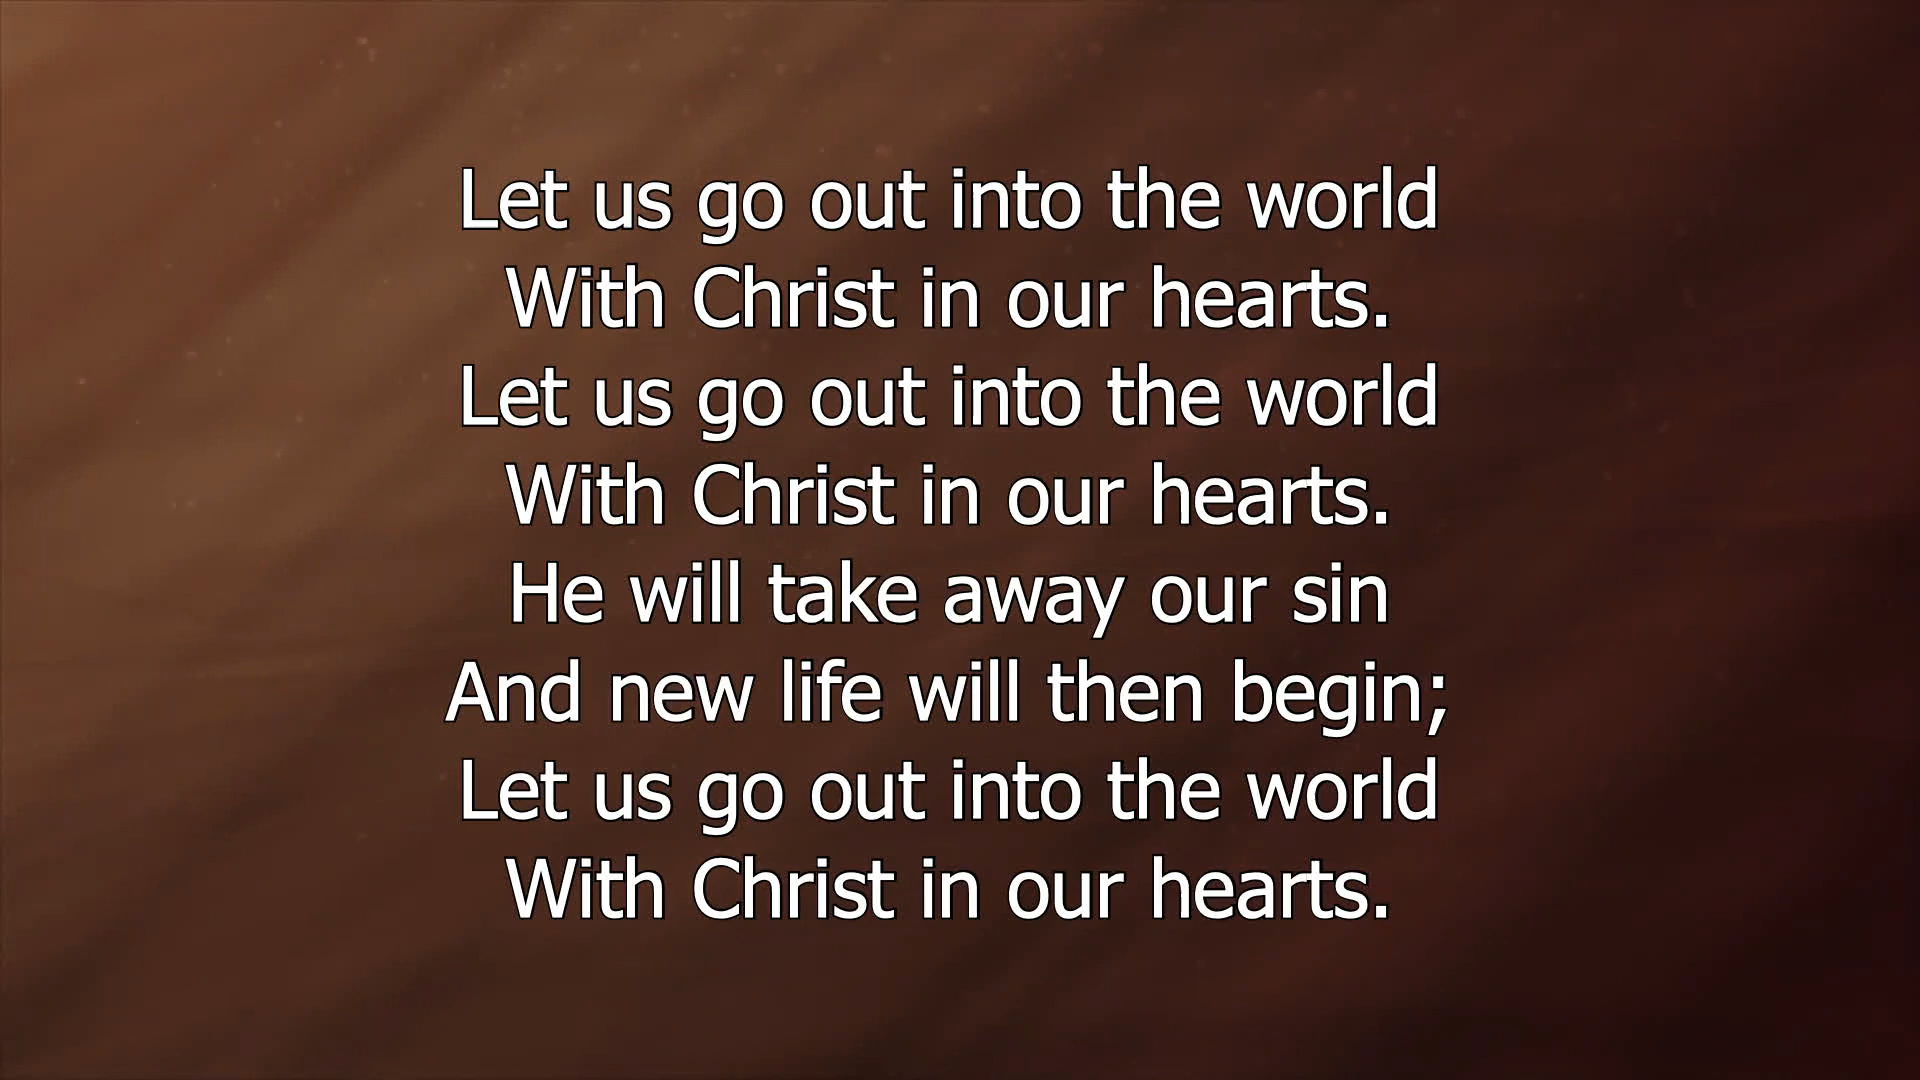 Let us go out into the world
With Christ in our hearts.
Let us go out into the world
With Christ in our hearts.
He will take away our sin
And new life will then begin;
Let us go out into the world
With Christ in our hearts.